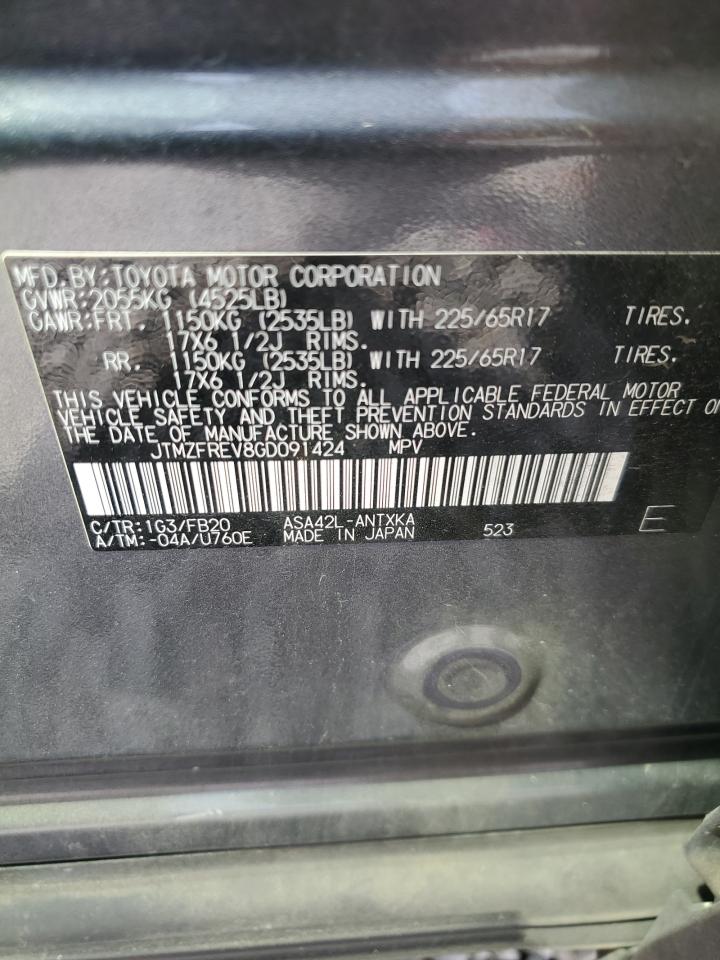 MFD.BY:TOYOTA MOTOR CORPORATION
GVWR:2055KG (4525LB)
GAWR:FRT. 1150KG (2535LB) WITH 225/65R17 TIRES.
17X6 1/2J RIMS.
RR. 1150KG (2535LB) WITH 225/65R17 TIRES.
17X6 1/2J RIMS.
THIS VEHICLE CONFORMS TO ALL APPLICABLE FEDERAL MOTOR
VEHICLE SAFETY AND THEFT PREVENTION STANDARDS IN EFFECT ON
THE DATE OF MANUFACTURE SHOWN ABOVE.
JTMZFREV8GD091424 MPV
C/TR:1G3/FB20 ASA42L-ANTXKA
A/TM:-04A/U760E MADE IN JAPAN 523 E